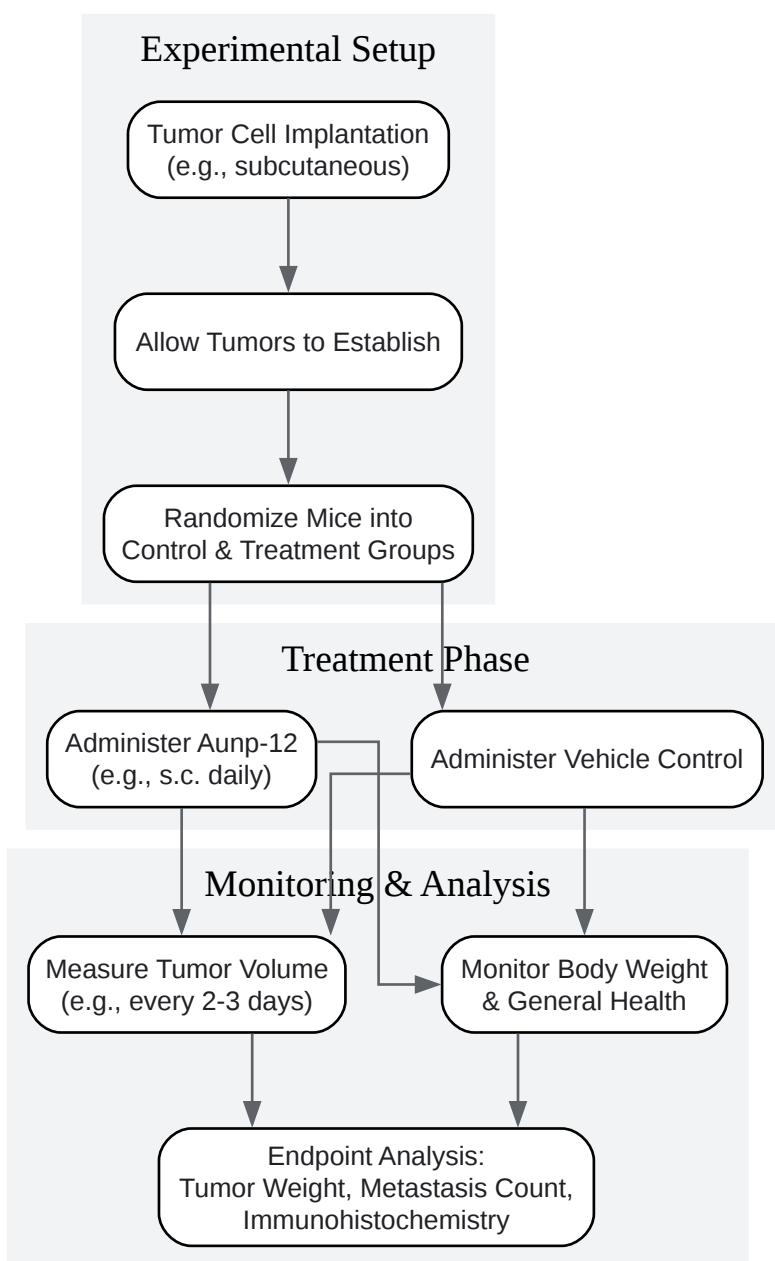 Experimental Setup
Tumor Cell Implantation
(e.g., subcutaneous)
Allow Tumors to Establish
Randomize Mice into
Control & Treatment Groups
Treatment Phase
Administer Aunp-12
(e.g., s.c. daily)
Administer Vehicle Control
Monitoring & Analysis
Measure Tumor Volume
(e.g., every 2-3 days)
Monitor Body Weight
& General Health
Endpoint Analysis:
Tumor Weight, Metastasis Count,
Immunohistochemistry